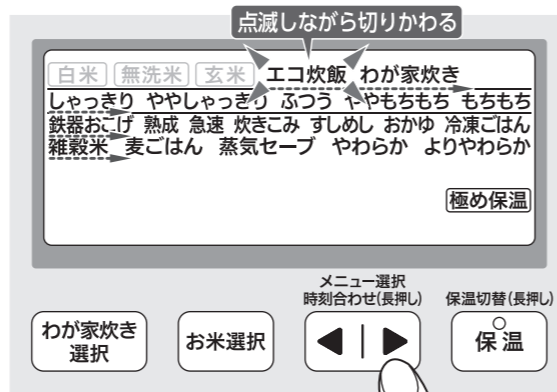 点滅しながら切りかわる
白米 無洗米 玄米 エコ炊飯 わが家炊き
しゃっきり ややしゃっきり ふつう ややもちもち もちもち
鉄器おこげ 熟成 急速 炊きこみ すしめし おかゆ 冷凍ごはん
雑穀米 麦ごはん 蒸気セーブ やわらか よりやわらか
極め保温
メニュー選択
時刻合わせ(長押し) 保温切替(長押し)
わが家炊き
選択
お米選択
保温